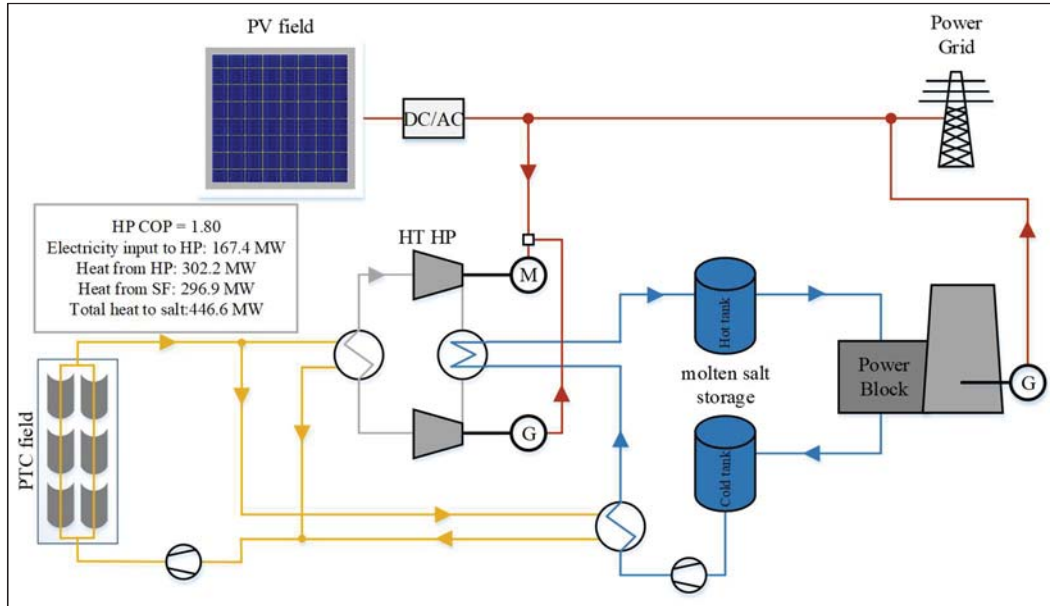 PV field
Power
Grid
DC/AC
HP COP = 1.80
Electricity input to HP: 167.4 MW
Heat from HP: 302.2 MW
Heat from SF: 296.9 MW
Total heat to salt:446.6 MW
HT HP
M
Hot tank
molten salt
storage
Power
Block
G
PTC field
G
Cold tank